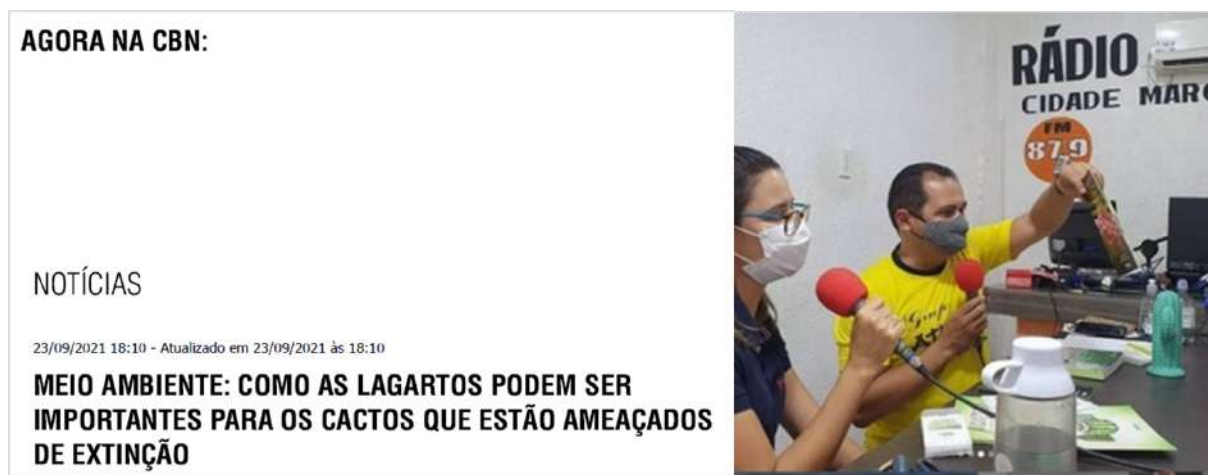 AGORA NA CBN:
NOTÍCIAS
23/09/2021 18:10 - Atualizado em 23/09/2021 às 18:10
MEIO AMBIENTE: COMO AS LAGARTOS PODEM SER
IMPORTANTES PARA OS CACTOS QUE ESTÃO AMEAÇADOS
DE EXTINÇÃO
RÁDIO
CIDADE
FM
87,9